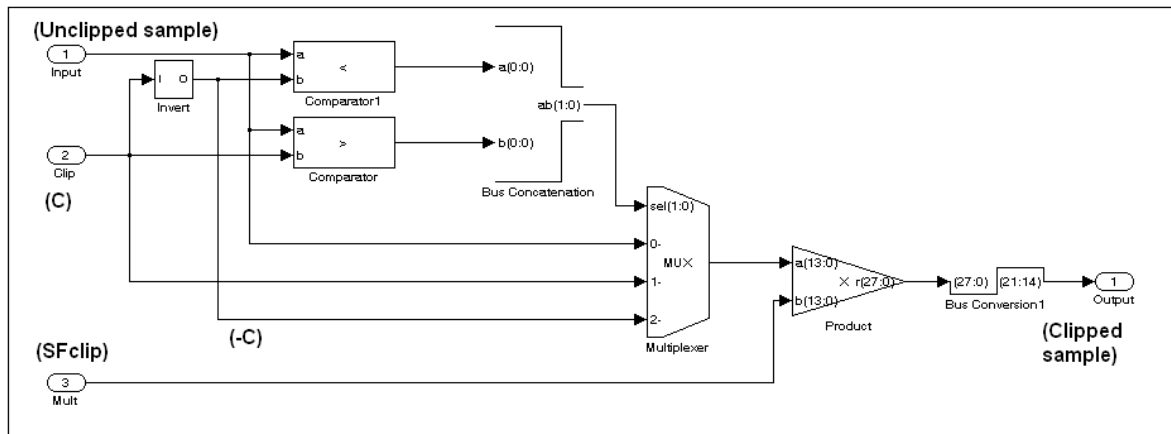 (Unclipped sample)
1
Input
I O
Invert
a
b
<
Comparator1
a(0:0)
ab(1:0)
a
b
>
Comparator
b(0:0)
Bus Concatenation
2
Clip
(C)
sel(1:0)
0-
MUX
1-
2-
Multiplexer
(-C)
a(13:0)
× r(27:0)
b(13:0)
Product
(27:0)
(21:14)
Bus Conversion1
1
Output
(Clipped
sample)
(SFclip)
3
Mult